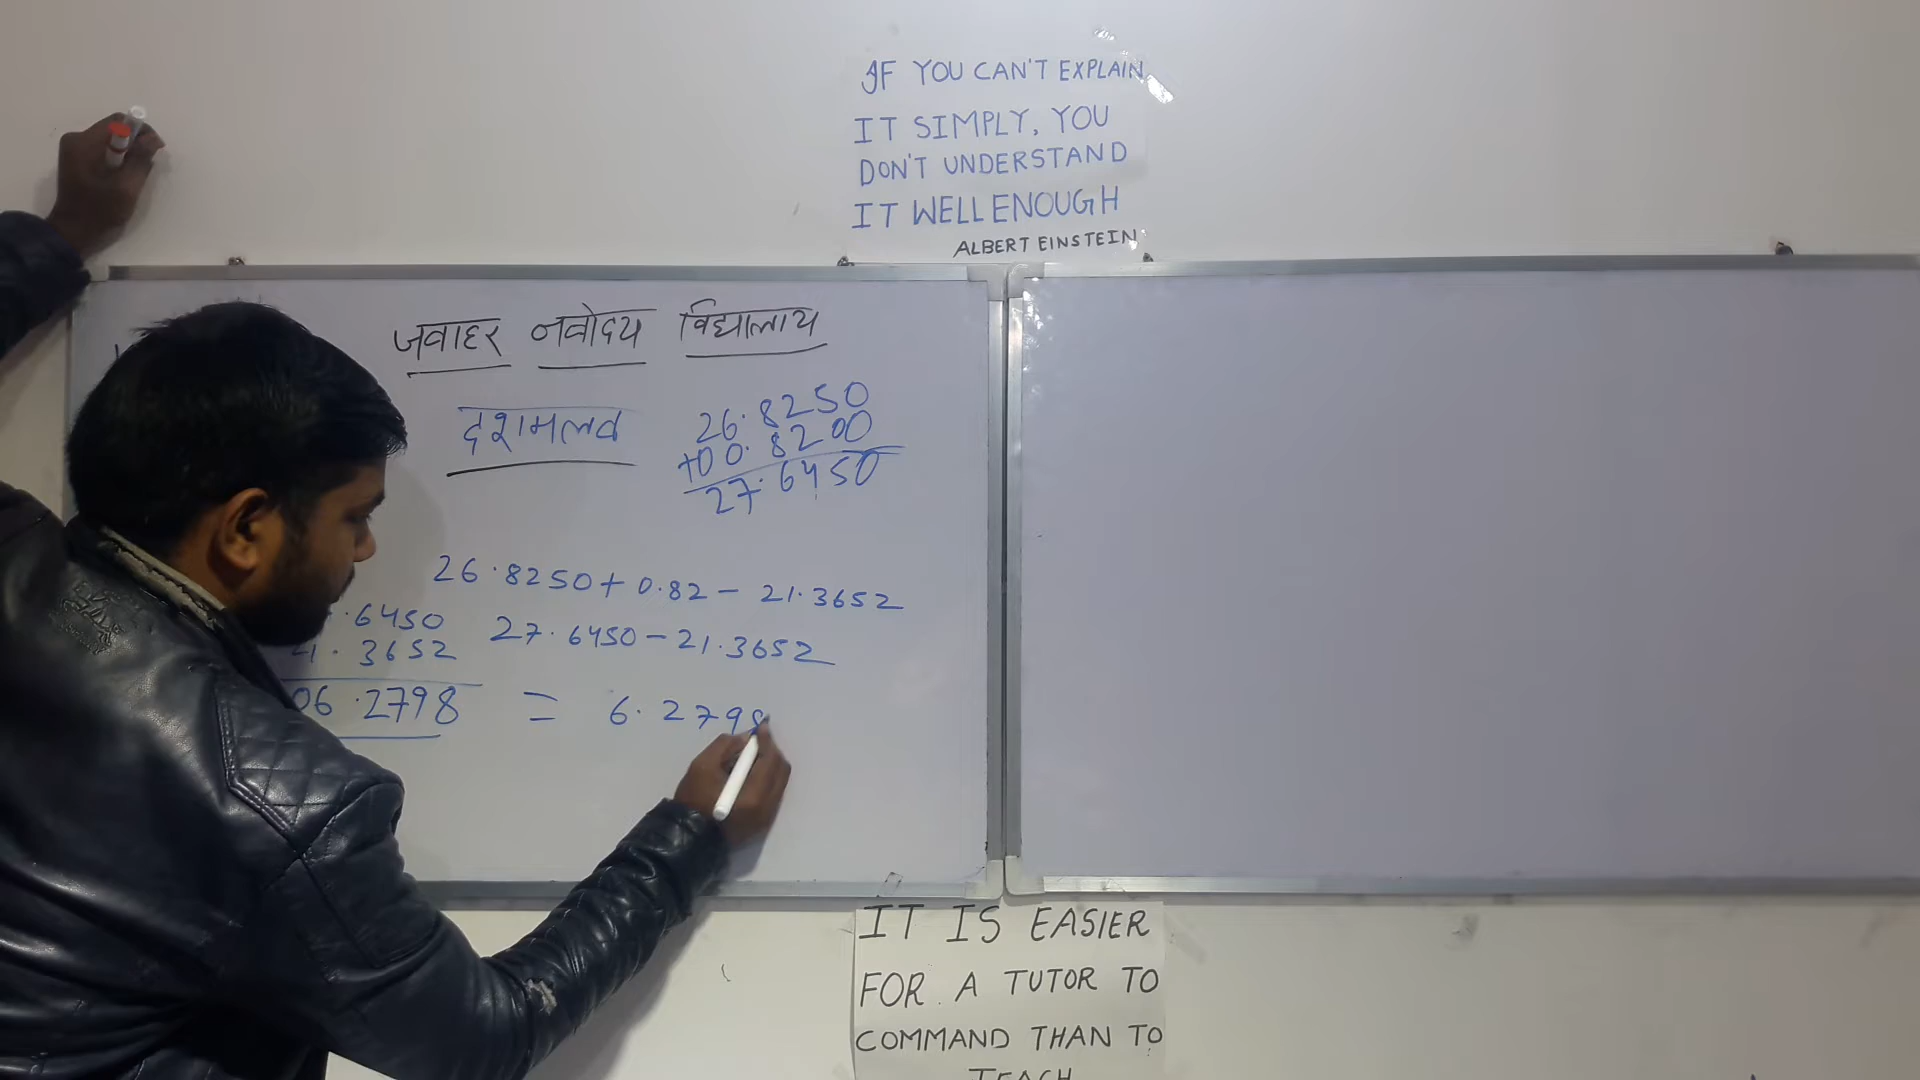 IF YOU CAN'T EXPLAIN
IT SIMPLY, YOU
DON'T UNDERSTAND
IT WELL ENOUGH
ALBERT EINSTEIN
जवाहर नवोदय विद्यालाय
दशमलव
26.8250
+00.8200
27.6450
26.8250+0.82-21.3652
27.6450-21.3652
.6450
1.3652
06.2798
= 6.2798
IT IS EASIER
FOR A TUTOR TO
COMMAND THAN TO
TEACH